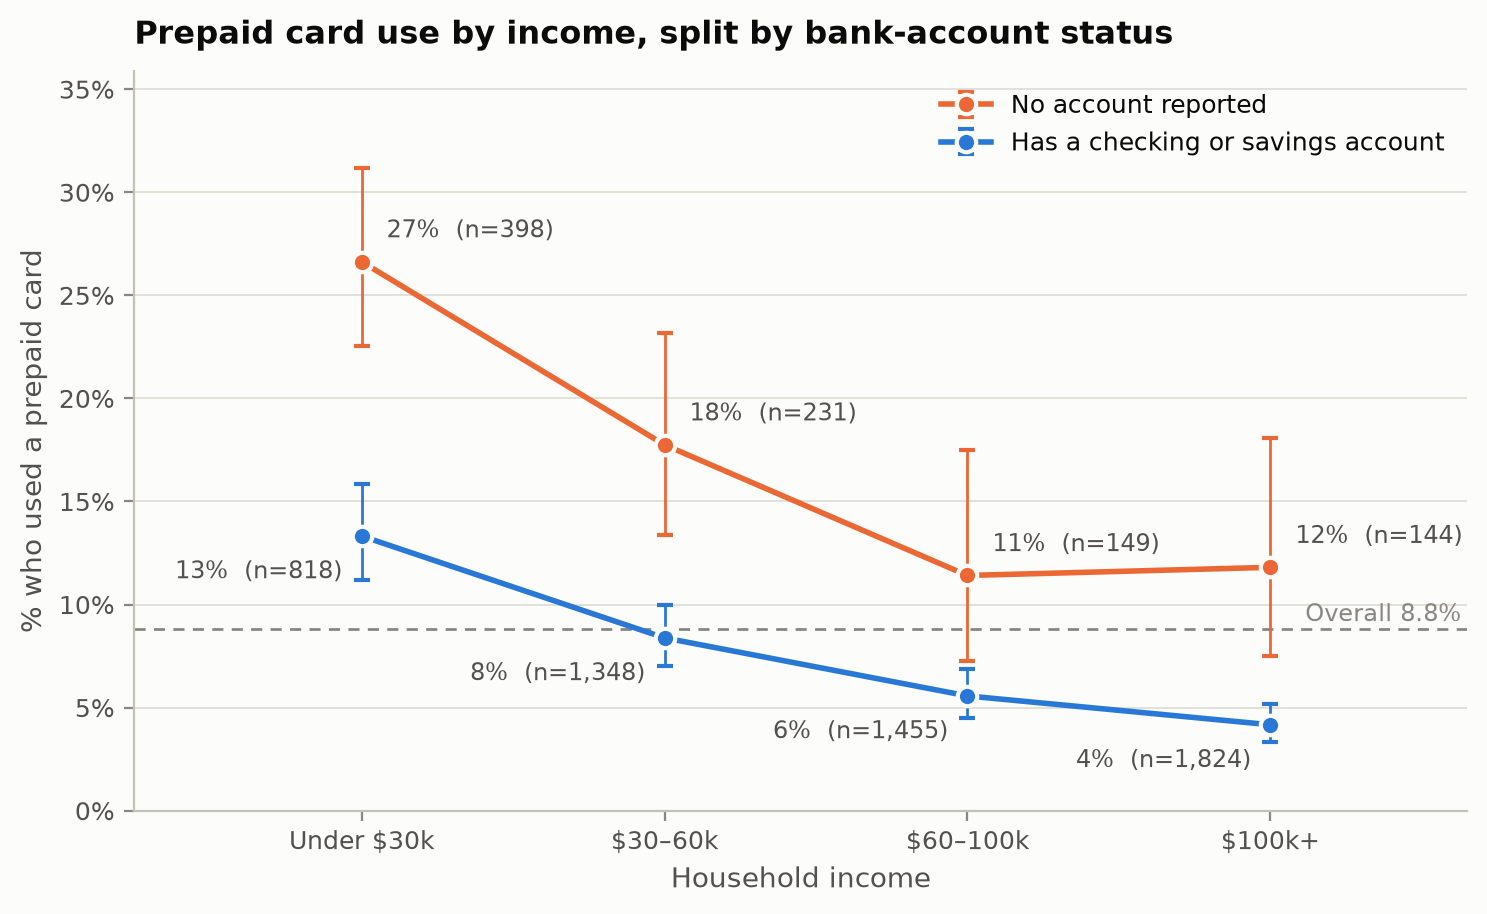 Prepaid card use by income, split by bank-account status
No account reported
Has a checking or savings account
% who used a prepaid card
35%
30%
25%
20%
15%
10%
5%
0%
27% (n=398)
18% (n=231)
11% (n=149)
12% (n=144)
Overall 8.8%
13% (n=818)
8% (n=1,348)
6% (n=1,455)
4% (n=1,824)
Under $30k
$30–60k
$60–100k
$100k+
Household income